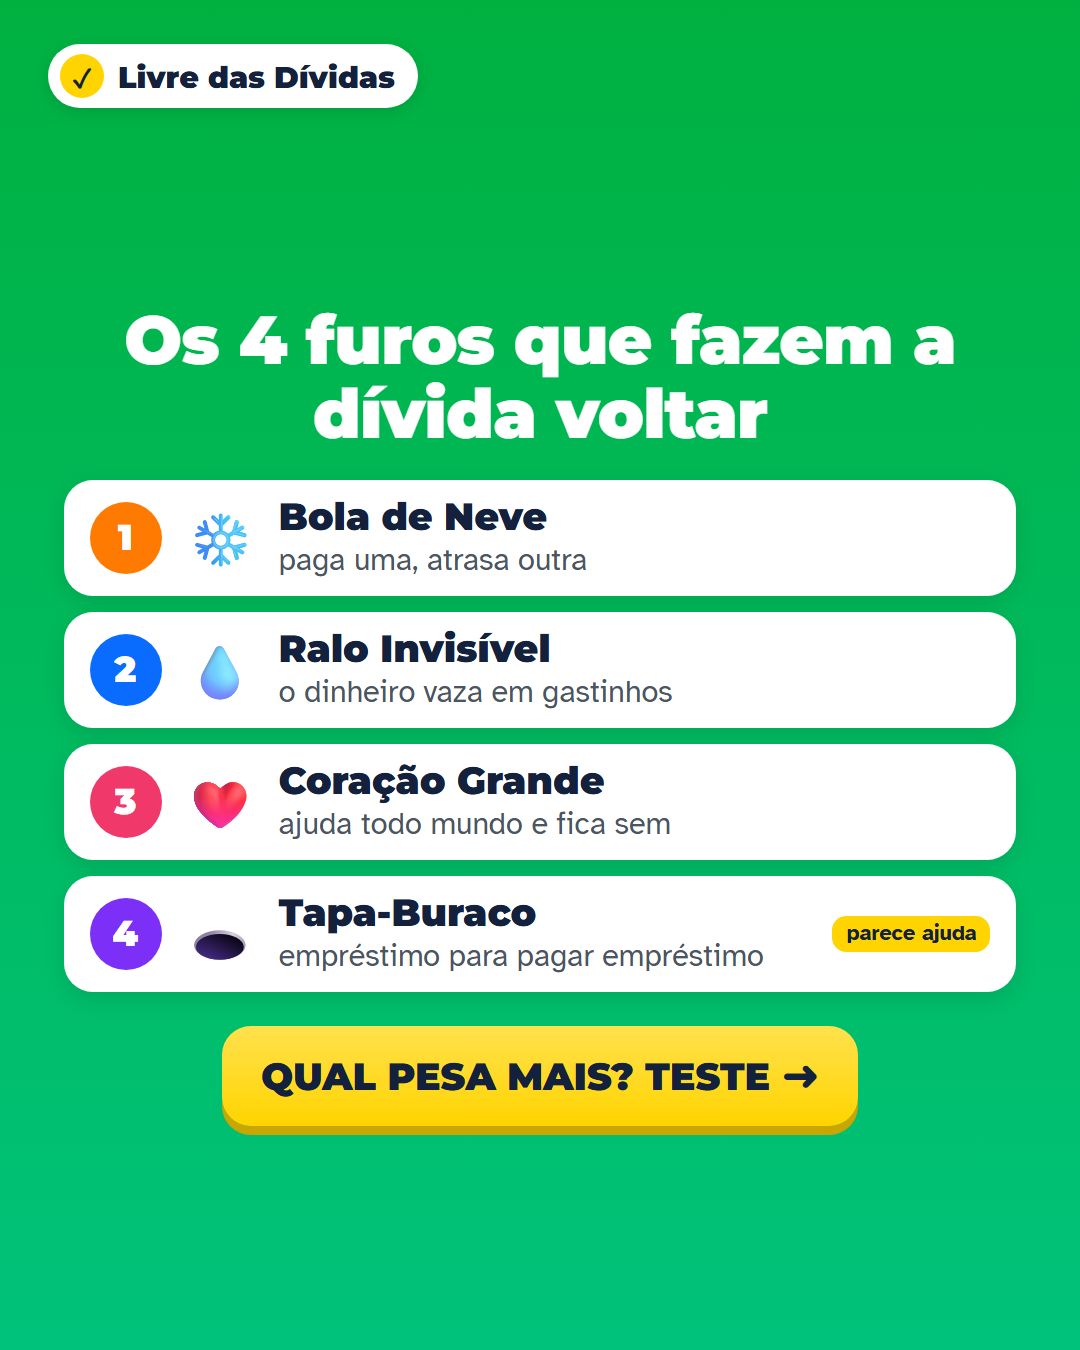 ✓ Livre das Dívidas
Os 4 furos que fazem a
dívida voltar
1 Bola de Neve
paga uma, atrasa outra
2 Ralo Invisível
o dinheiro vaza em gastinhos
3 Coração Grande
ajuda todo mundo e fica sem
4 Tapa-Buraco
empréstimo para pagar empréstimo
parece ajuda
QUAL PESA MAIS? TESTE →